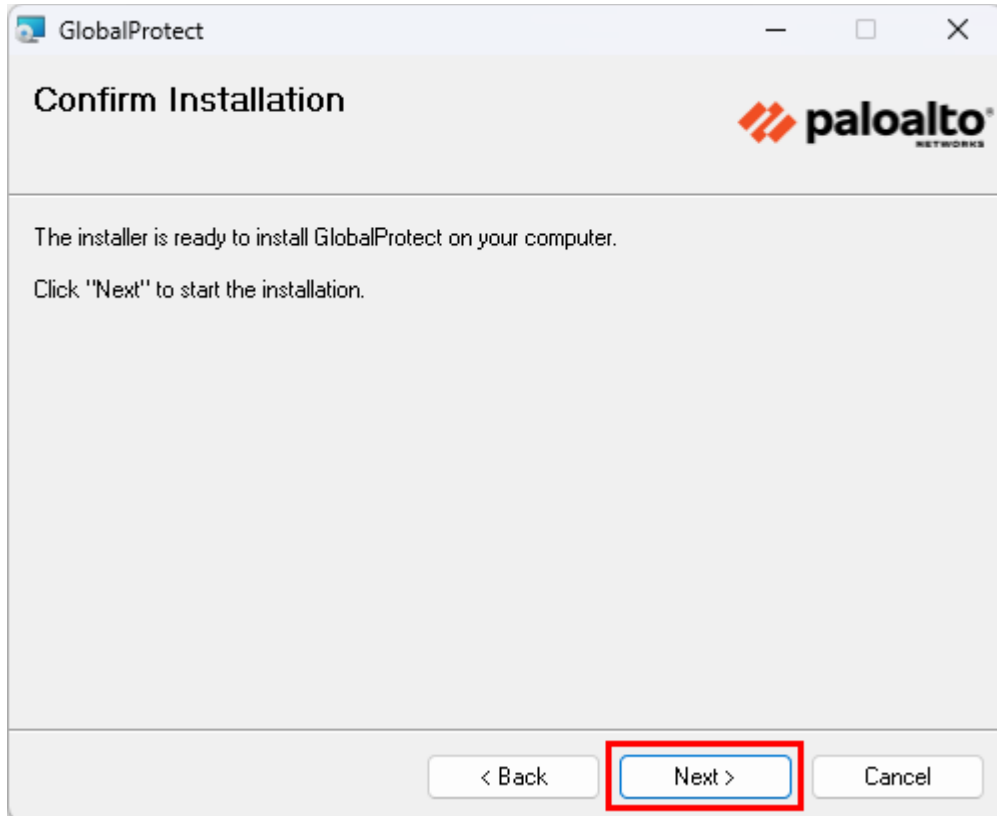 GlobalProtect
Confirm Installation
paloalto®
NETWORKS
The installer is ready to install GlobalProtect on your computer.
Click "Next" to start the installation.
< Back
Next >
Cancel